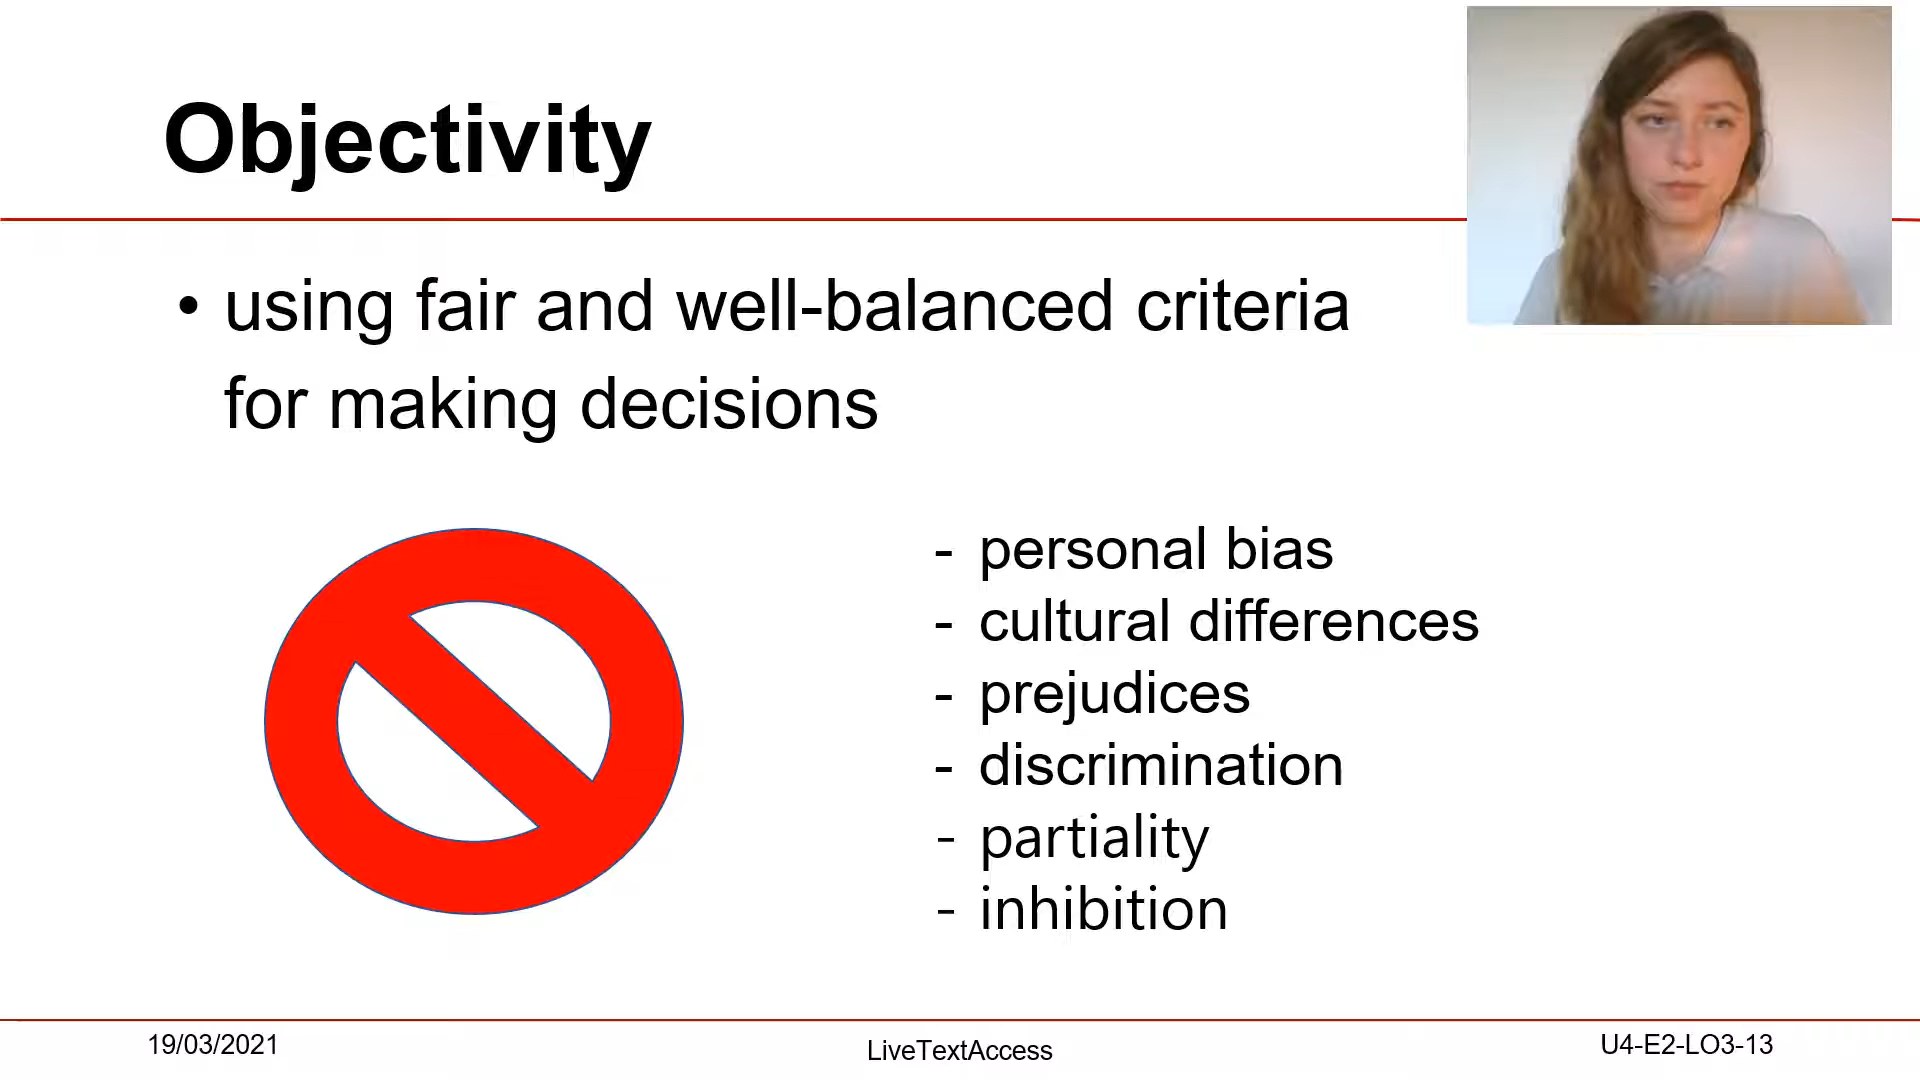 Objectivity
• using fair and well-balanced criteria
for making decisions
- personal bias
- cultural differences
- prejudices
- discrimination
- partiality
- inhibition
19/03/2021
LiveTextAccess
U4-E2-LO3-13